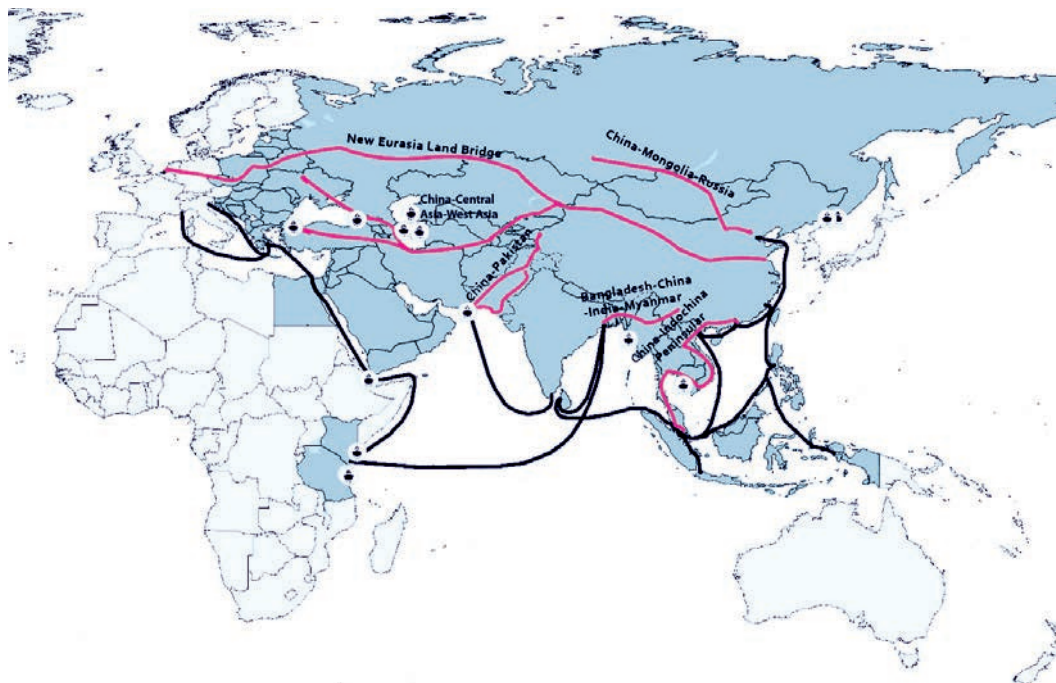 New Eurasia Land Bridge
China-Mongolia-Russia
China-Central
Asia-West Asia
China-Pakistan
Bangladesh-China
-India-Myanmar
China-Indochina
Peninsular